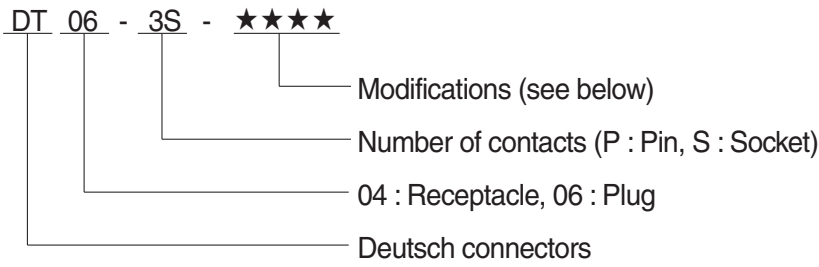 DT 06 - 3S - ★★★★
Modifications (see below)
Number of contacts (P : Pin, S : Socket)
04 : Receptacle, 06 : Plug
Deutsch connectors